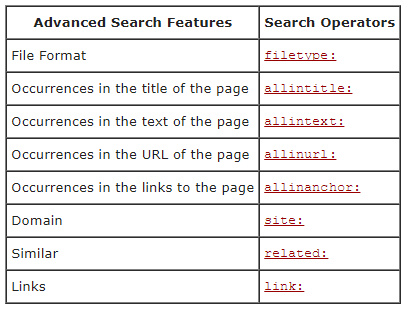 Advanced Search Features Search Operators
File Format filetype:
Occurrences in the title of the page allintitle:
Occurrences in the text of the page allintext:
Occurrences in the URL of the page allinurl:
Occurrences in the links to the page allinanchor:
Domain site:
Similar related:
Links link: